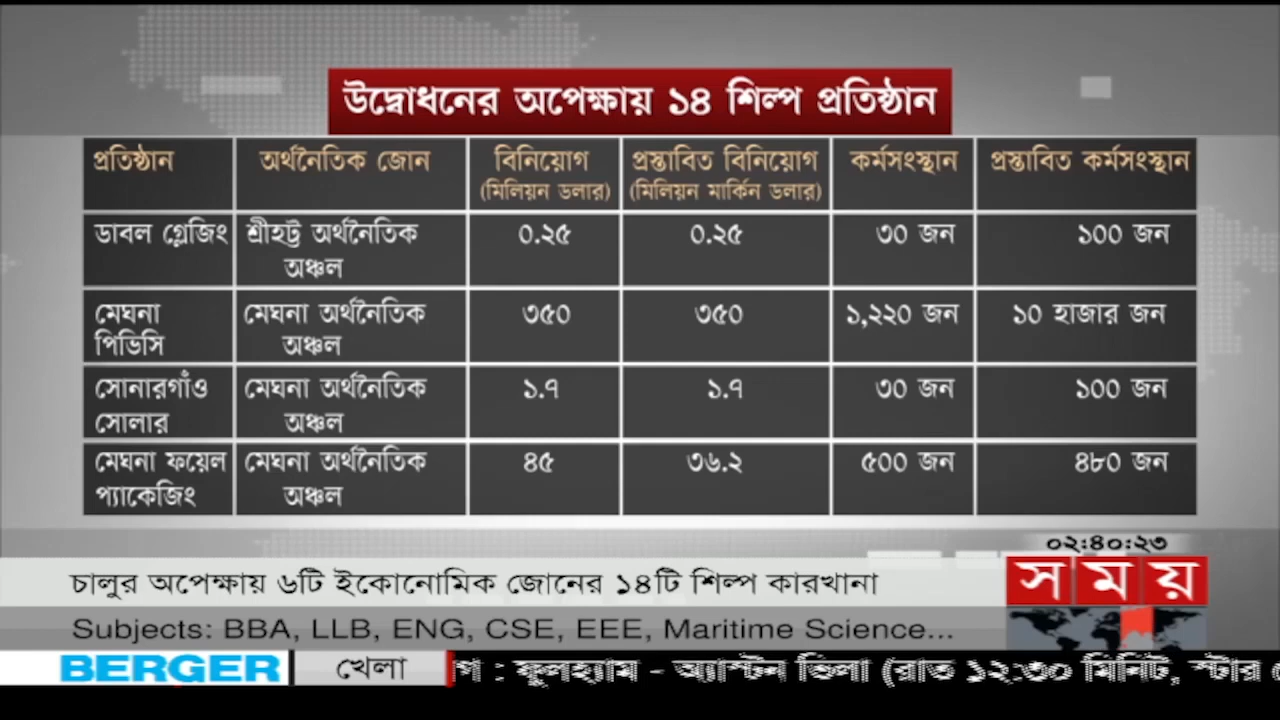 উদ্বোধনের অপেক্ষায় ১৪ শিল্প প্রতিষ্ঠান
প্রতিষ্ঠান অর্থনৈতিক জোন বিনিয়োগ প্রস্তাবিত বিনিয়োগ কর্মসংস্থান প্রস্তাবিত কর্মসংস্থান
(মিলিয়ন ডলার) (মিলিয়ন মার্কিন ডলার)
ডাবল গ্লেজিং শ্রীহট্ট অর্থনৈতিক ০.২৫ ০.২৫ ৩০ জন ১০০ জন
অঞ্চল
মেঘনা মেঘনা অর্থনৈতিক ৩৫০ ৩৫০ ১,২২০ জন ১০ হাজার জন
পিভিসি অঞ্চল
সোনারগাঁও মেঘনা অর্থনৈতিক ১.৭ ১.৭ ৩০ জন ১০০ জন
সোলার অঞ্চল
মেঘনা ফয়েল মেঘনা অর্থনৈতিক ৪৫ ৩৬.২ ৫০০ জন ৪৮০ জন
প্যাকেজিং অঞ্চল
০২:৪০:২৩
চালুর অপেক্ষায় ৬টি ইকোনোমিক জোনের ১৪টি শিল্প কারখানা
সময়
Subjects: BBA, LLB, ENG, CSE, EEE, Maritime Science...
BERGER খেলা গ : ফুলহ্যাম - অ্যাস্টন ভিলা (রাত ১২:৩০ মিনিট, স্টার